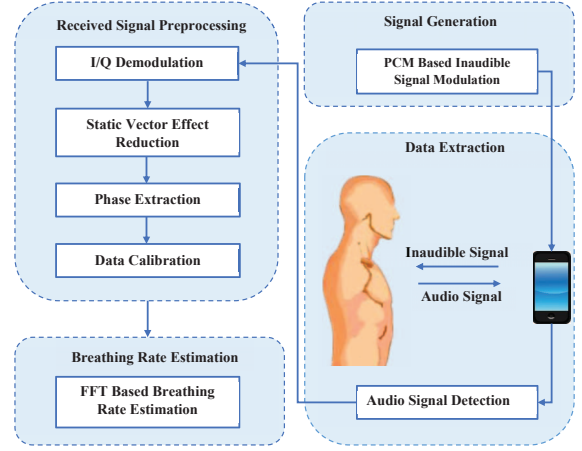 Received Signal Preprocessing
I/Q Demodulation
Static Vector Effect
Reduction
Phase Extraction
Data Calibration
Breathing Rate Estimation
FFT Based Breathing
Rate Estimation
Signal Generation
PCM Based Inaudible
Signal Modulation
Data Extraction
Inaudible Signal
Audio Signal
Audio Signal Detection